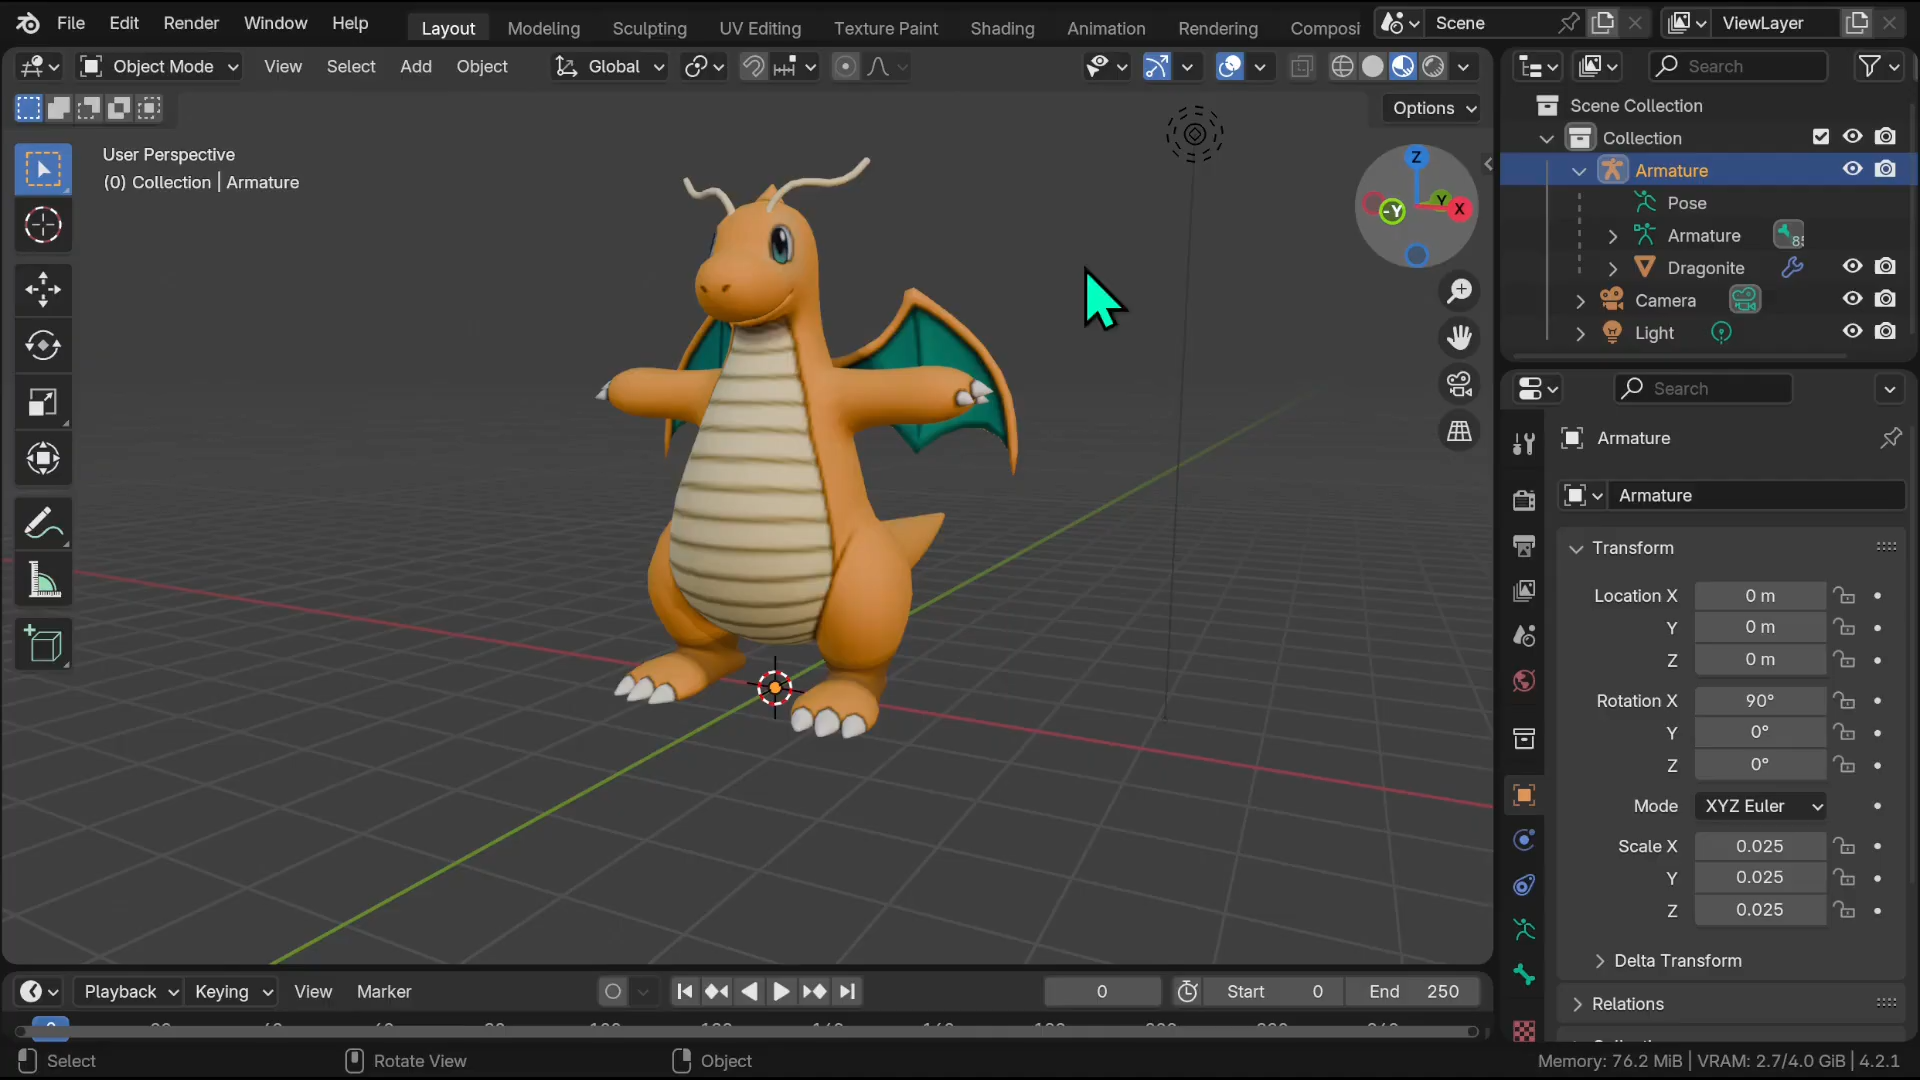 File Edit Render Window Help Layout Modeling Sculpting UV Editing Texture Paint Shading Animation Rendering Composi Scene ViewLayer
Object Mode View Select Add Object Global Search
Options
User Perspective
(0) Collection | Armature
Z
Y
-Y
X
Scene Collection
Collection
Armature
Pose
Armature
Dragonite
Camera
Light
Search
Armature
Armature
Transform
Location X 0 m
Y 0 m
Z 0 m
Rotation X 90°
Y 0°
Z 0°
Mode XYZ Euler
Scale X 0.025
Y 0.025
Z 0.025
Delta Transform
Relations
Playback Keying View Marker 0 Start 0 End 250
Select Rotate View Object Memory: 76.2 MiB | VRAM: 2.7/4.0 GiB | 4.2.1